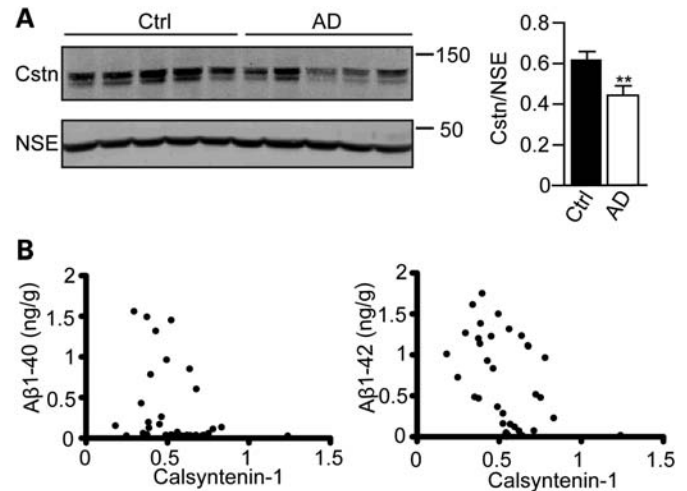 A
Ctrl AD
Cstn
150
NSE
50
Cstn/NSE
0.8
0.6
0.4
0.2
0
**
Ctrl
AD
B
Aβ1-40 (ng/g)
2
1.5
1
0.5
0
0 0.5 1 1.5
Calsyntenin-1
Aβ1-42 (ng/g)
2
1.5
1
0.5
0
0 0.5 1 1.5
Calsyntenin-1